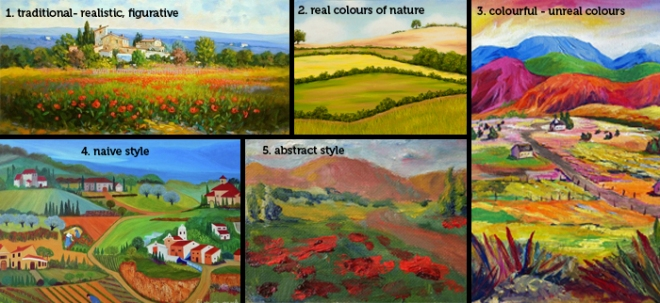 1. traditional- realistic, figurative
2. real colours of nature
3. colourful - unreal colours
4. naive style
5. abstract style